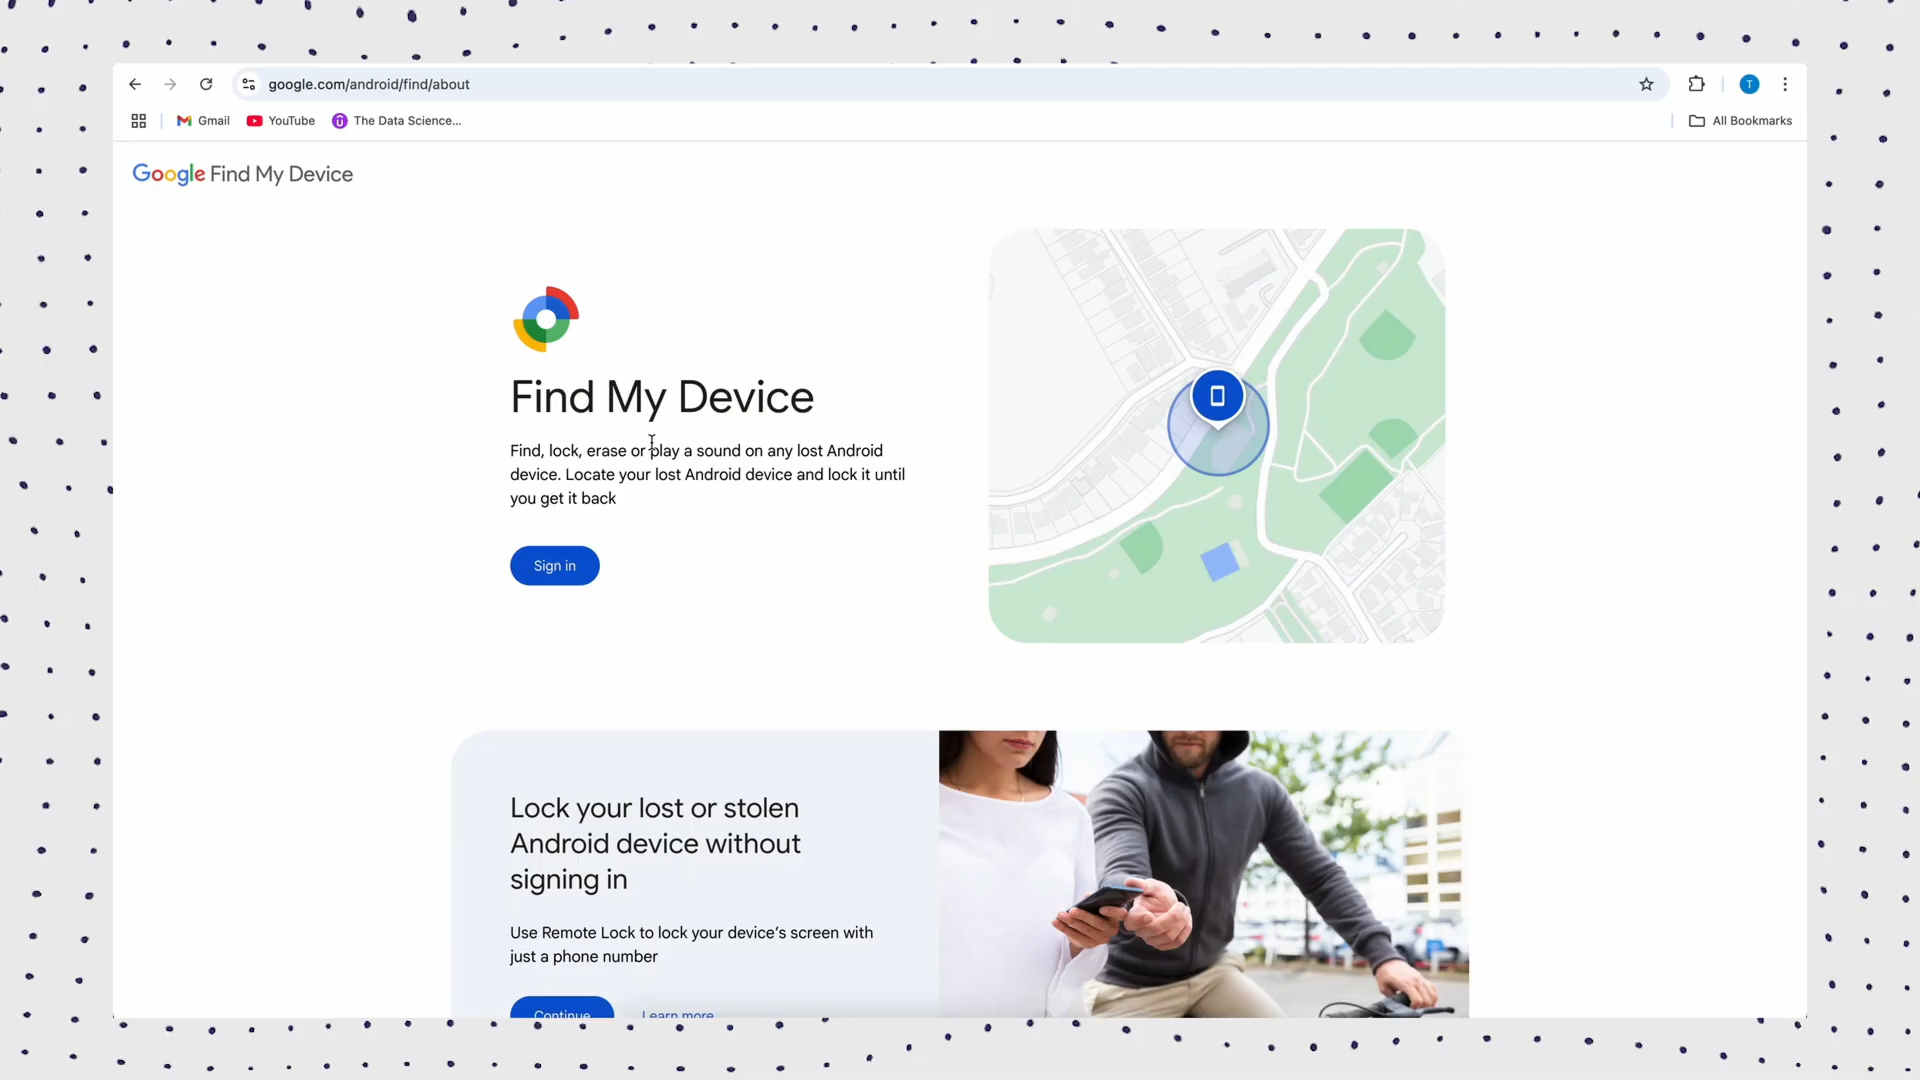 google.com/android/find/about
T
Gmail
YouTube
The Data Science...
All Bookmarks
Google Find My Device
Find My Device
Find, lock, erase or play a sound on any lost Android
device. Locate your lost Android device and lock it until
you get it back
Sign in
Lock your lost or stolen
Android device without
signing in
Use Remote Lock to lock your device’s screen with
just a phone number
Continue
Learn more